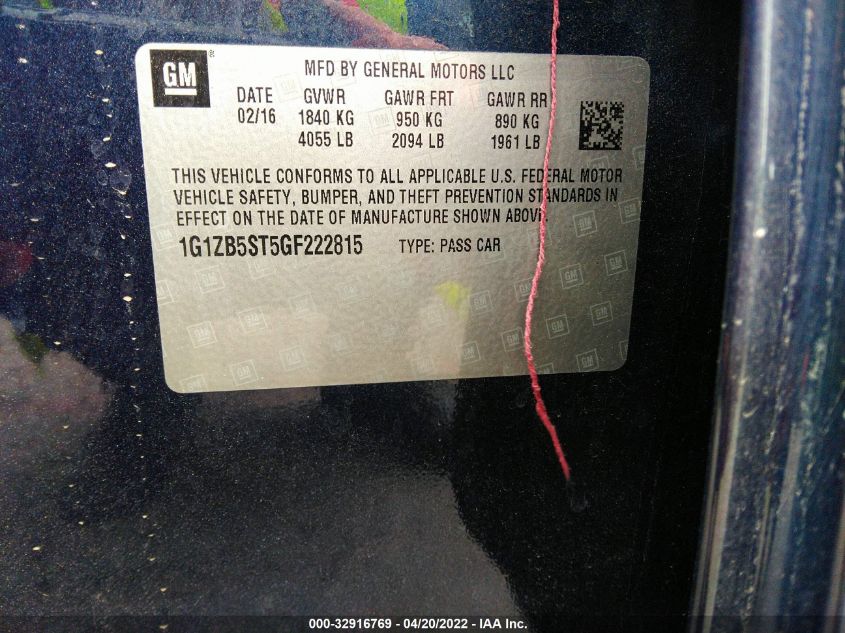 GM
MFD BY GENERAL MOTORS LLC
DATE GVWR GAWR FRT GAWR RR
02/16 1840 KG 950 KG 890 KG
4055 LB 2094 LB 1961 LB
THIS VEHICLE CONFORMS TO ALL APPLICABLE U.S. FEDERAL MOTOR
VEHICLE SAFETY, BUMPER, AND THEFT PREVENTION STANDARDS IN
EFFECT ON THE DATE OF MANUFACTURE SHOWN ABOVE.
1G1ZB5ST5GF222815 TYPE: PASS CAR
000-32916769 - 04/20/2022 - IAA Inc.